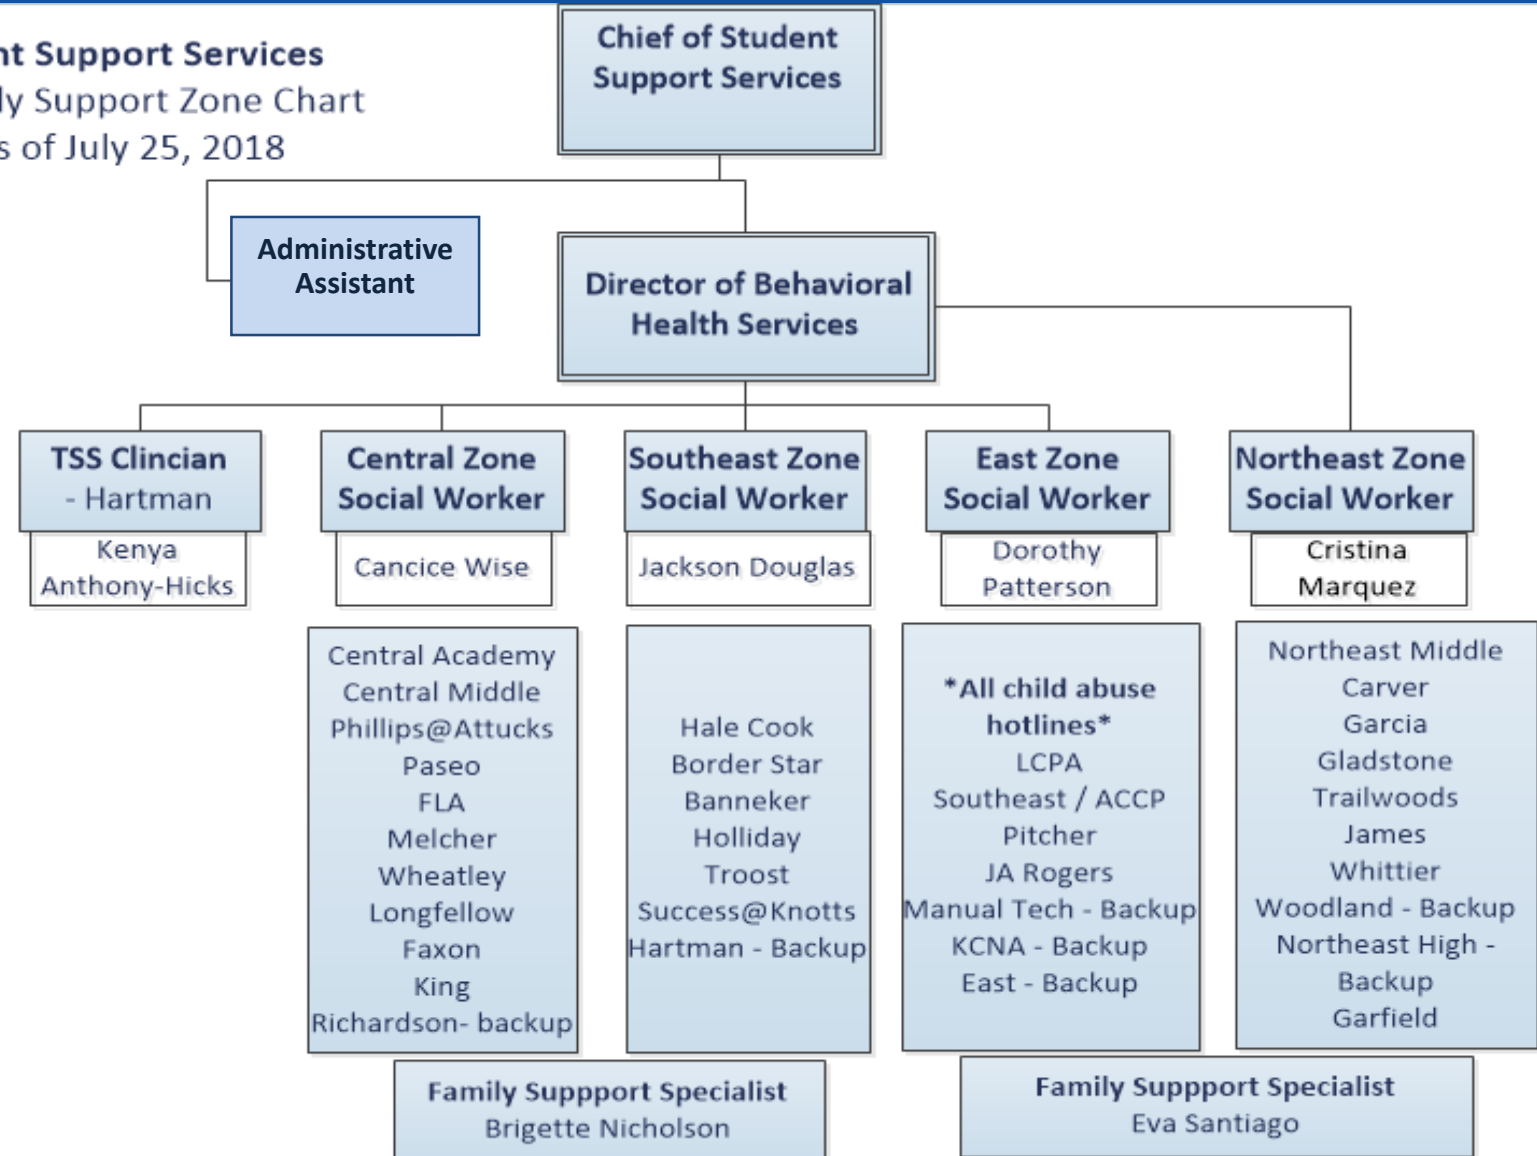 nt Support Services
ly Support Zone Chart
s of July 25, 2018
Chief of Student
Support Services
Administrative
Assistant
Director of Behavioral
Health Services
TSS Clincian
- Hartman
Kenya
Anthony-Hicks
Central Zone
Social Worker
Cancice Wise
Southeast Zone
Social Worker
Jackson Douglas
East Zone
Social Worker
Dorothy
Patterson
Northeast Zone
Social Worker
Cristina
Marquez
Central Academy
Central Middle
Phillips@Attucks
Paseo
FLA
Melcher
Wheatley
Longfellow
Faxon
King
Richardson- backup
Hale Cook
Border Star
Banneker
Holliday
Troost
Success@Knotts
Hartman - Backup
*All child abuse
hotlines*
LCPA
Southeast / ACCP
Pitcher
JA Rogers
Manual Tech - Backup
KCNA - Backup
East - Backup
Northeast Middle
Carver
Garcia
Gladstone
Trailwoods
James
Whittier
Woodland - Backup
Northeast High -
Backup
Garfield
Family Suppport Specialist
Brigette Nicholson
Family Suppport Specialist
Eva Santiago